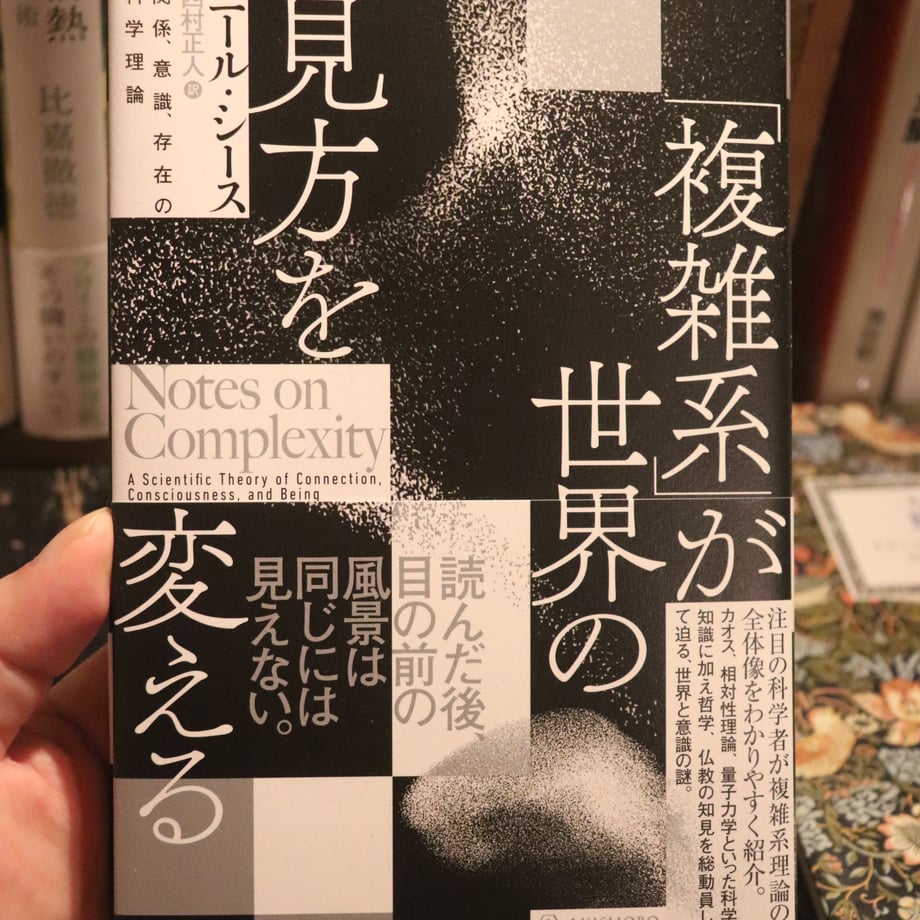 「複雑系」が
世界の
見方を
変える
ニール・シース
西村正人 訳
関係、意識、存在の
科学理論
Notes on
Complexity
A Scientific Theory of Connection,
Consciousness, and Being
読んだ後、
目の前の
風景は
同じには
見えない。
注目の科学者が複雑系理論の
全体像をわかりやすく紹介。
カオス、相対性理論、量子力学といった科学
知識に加え哲学、仏教の知見を総動員し
て迫る、世界と意識の謎。
AKISHOBO
熱
比嘉徹徳